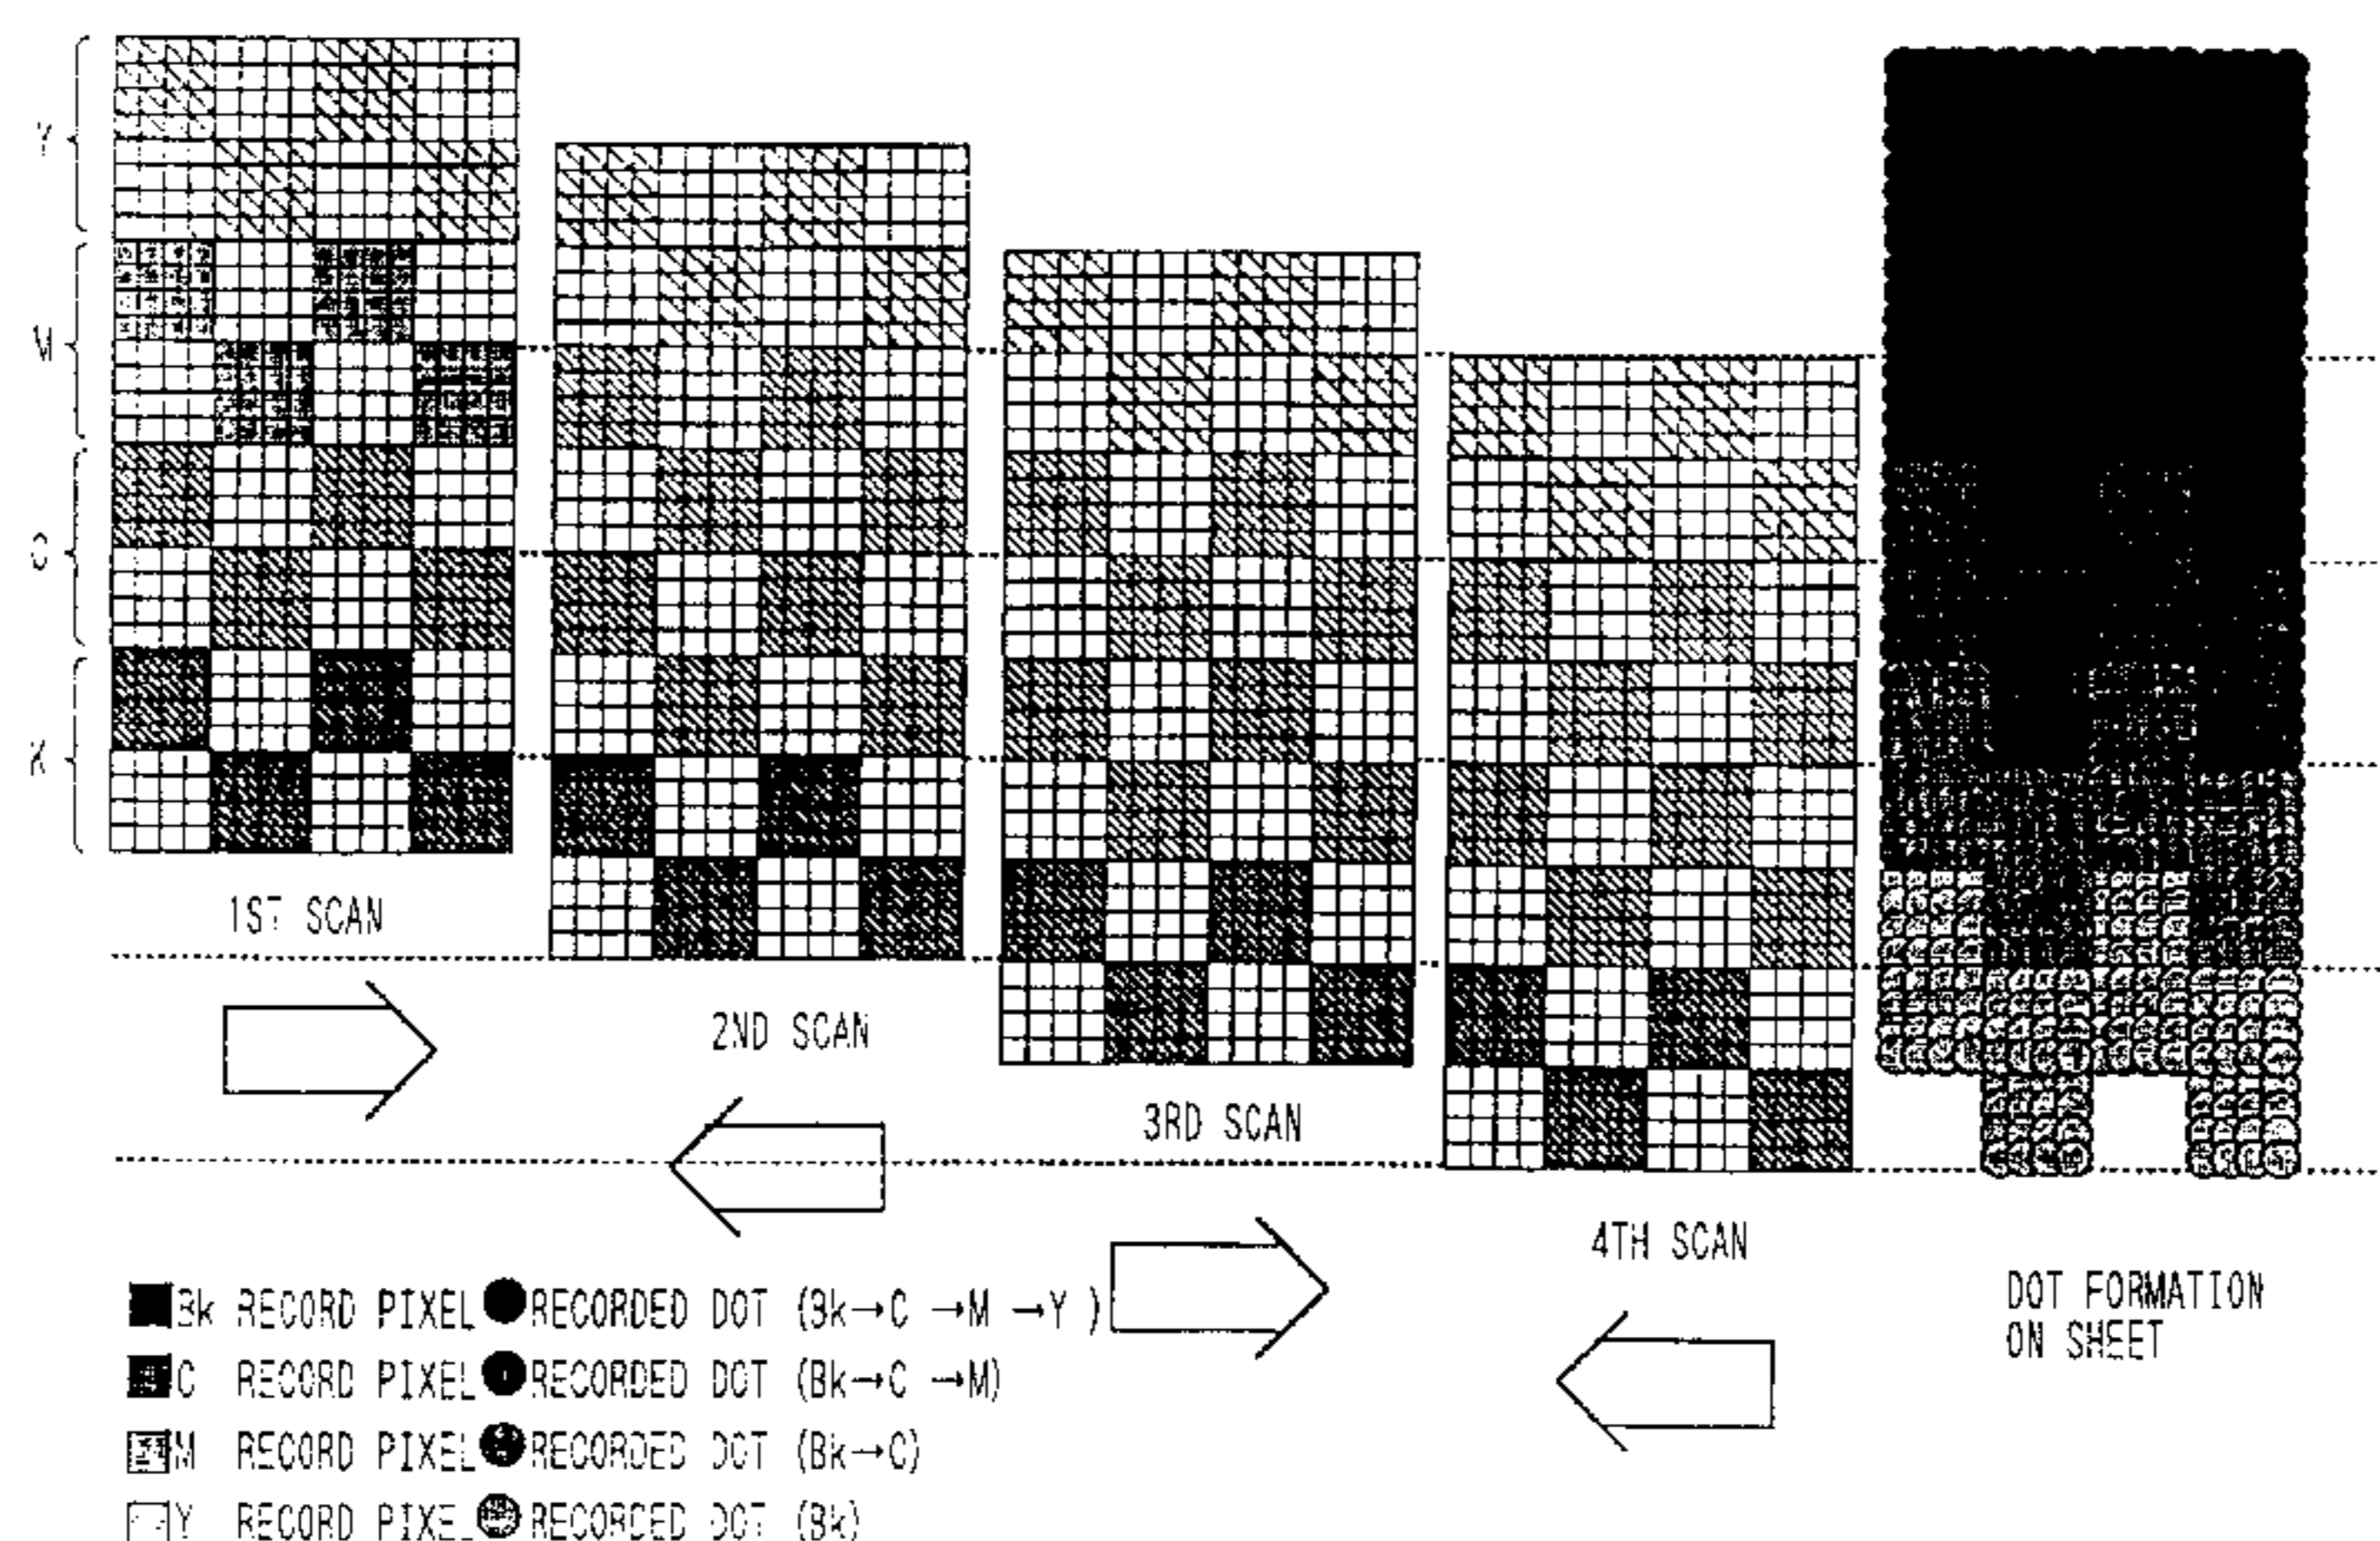 Y
M
C
K
1ST SCAN
2ND SCAN
3RD SCAN
4TH SCAN
DOT FORMATION
ON SHEET
Bk RECORD PIXEL RECORDED DOT (Bk→C→M→Y)
C RECORD PIXEL RECORDED DOT (Bk→C→M)
M RECORD PIXEL RECORDED DOT (Bk→C)
Y RECORD PIXEL RECORDED DOT (Bk)